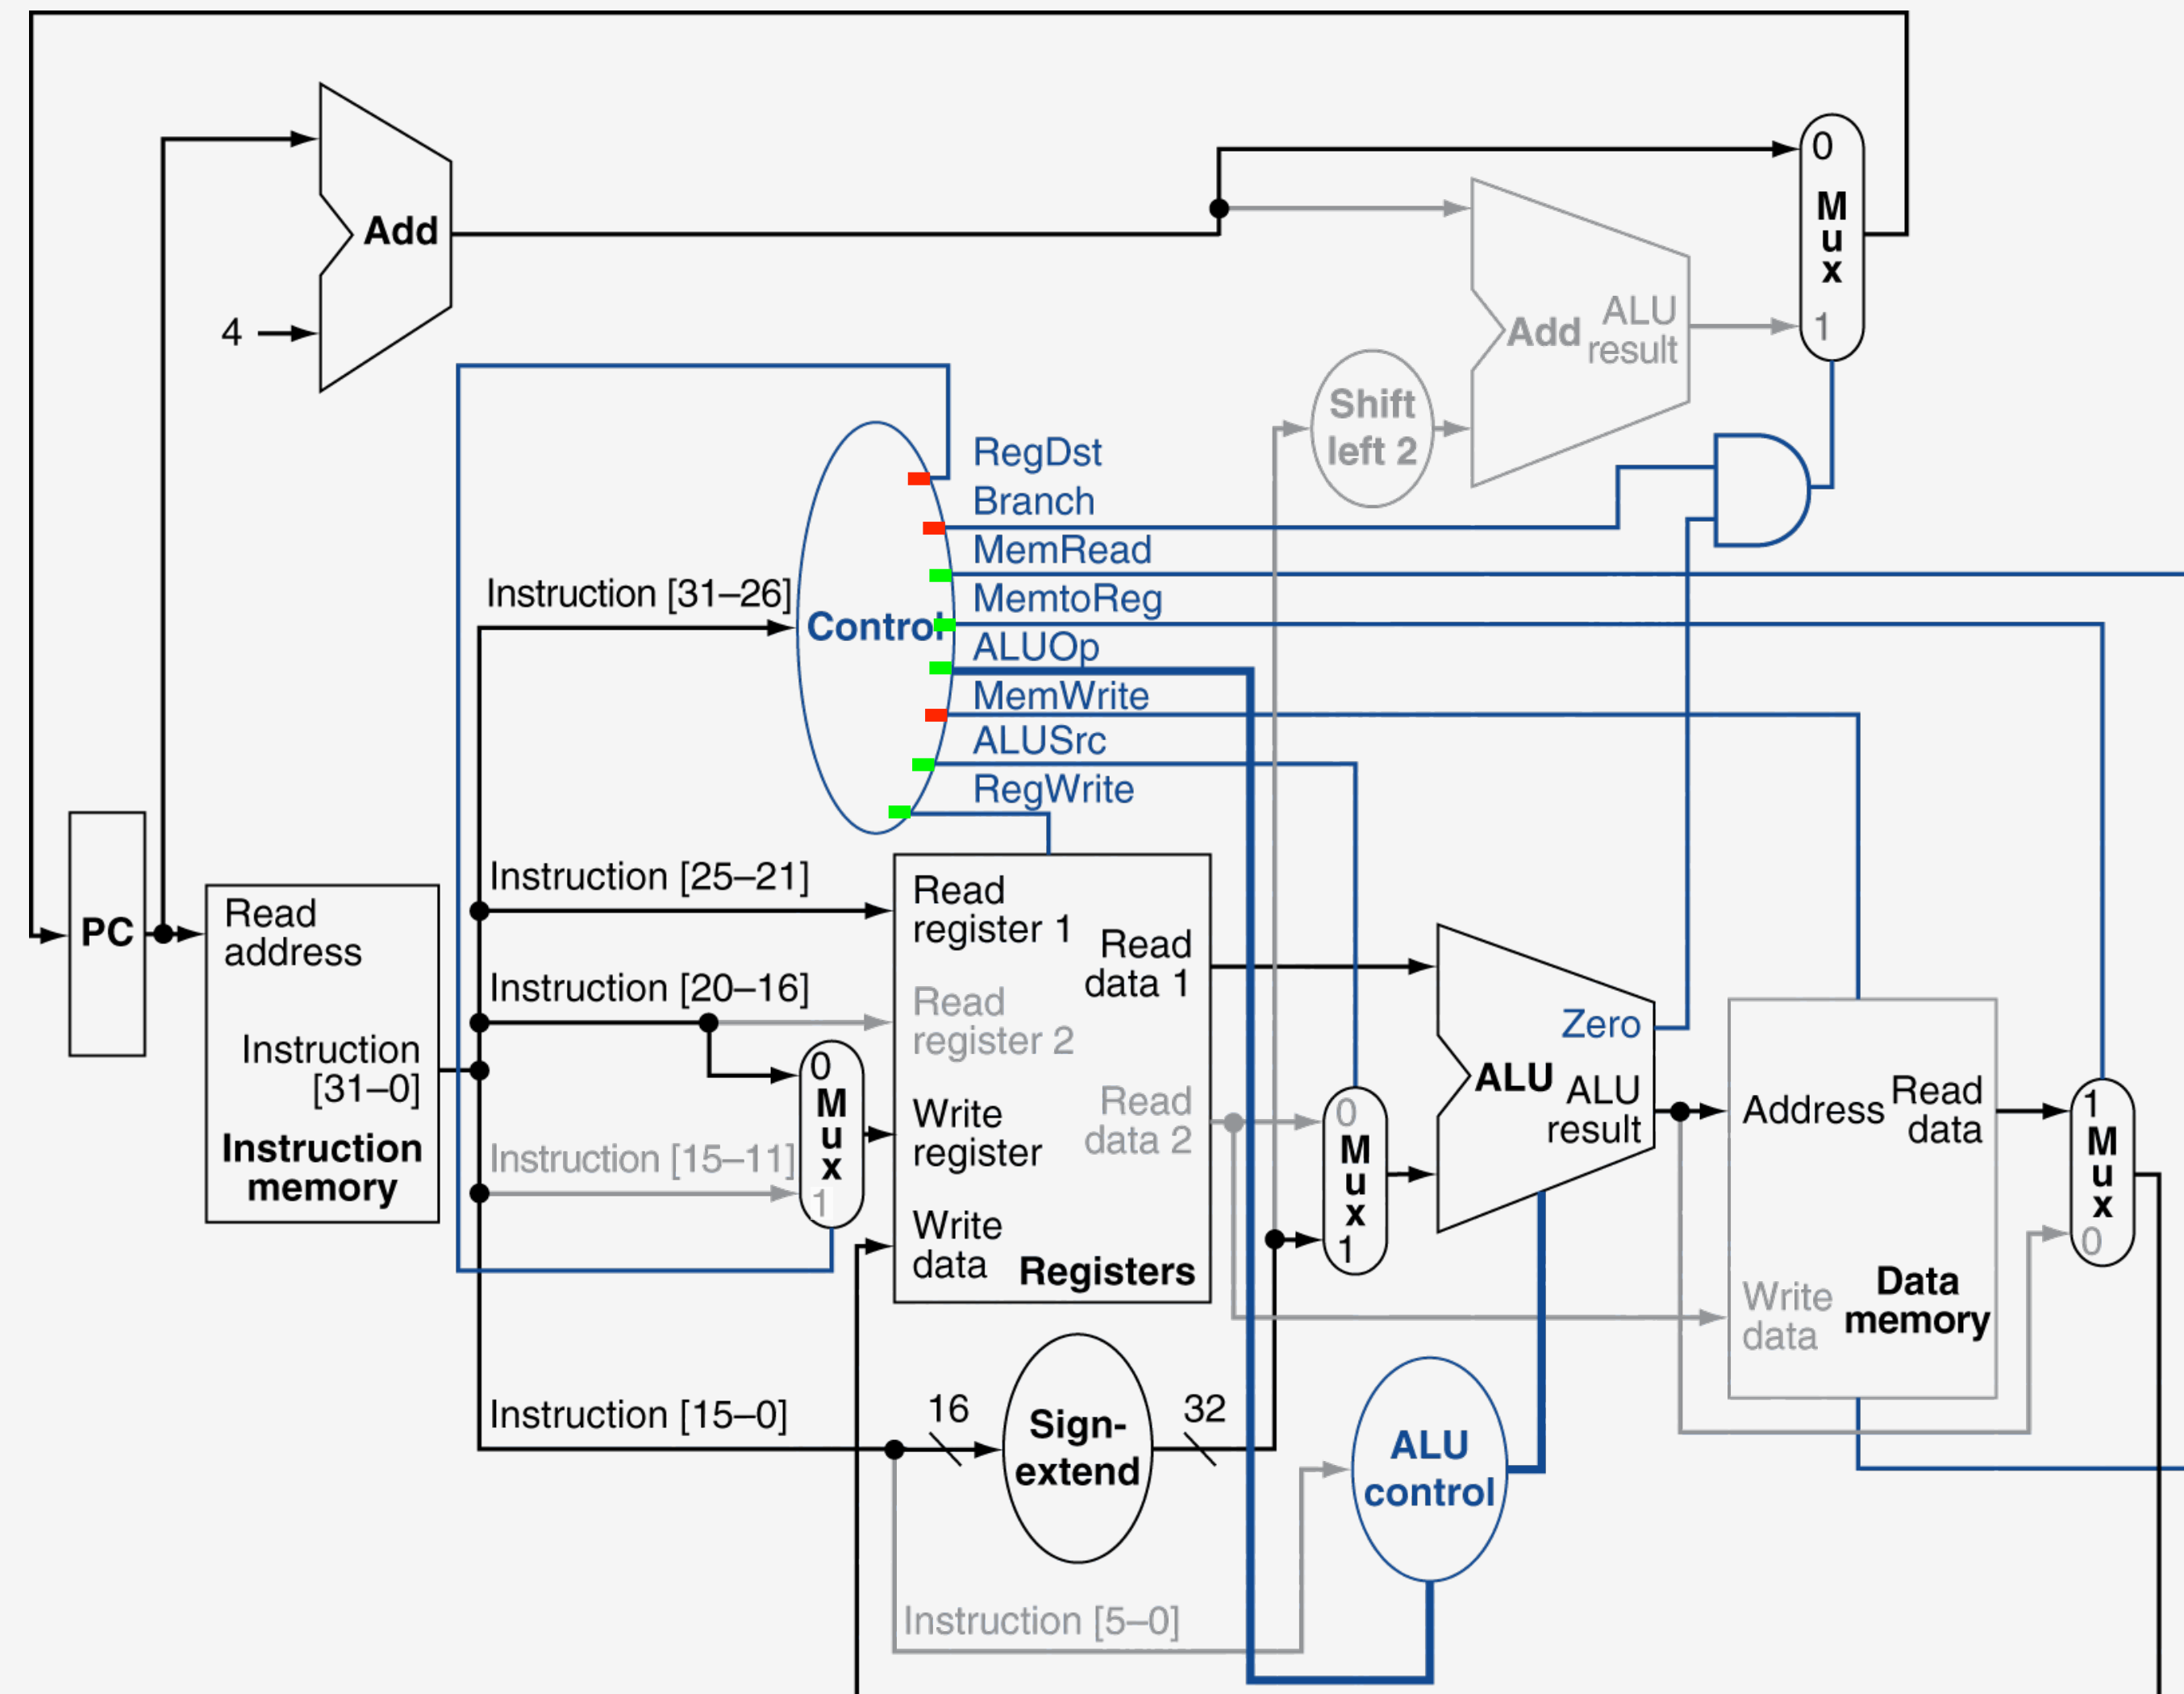 0
M
u
x
1
Add
4
Add
ALU
result
Shift
left 2
RegDst
Branch
MemRead
MemtoReg
ALUOp
MemWrite
ALUSrc
RegWrite
Control
Instruction [31–26]
Instruction [25–21]
Instruction [20–16]
Instruction [15–11]
Instruction [15–0]
Instruction [5–0]
PC
Read
address
Instruction
[31–0]
Instruction
memory
0
M
u
x
1
Read
register 1
Read
register 2
Write
register
Write
data
Read
data 1
Read
data 2
Registers
0
M
u
x
1
Zero
ALU
ALU
result
Address
Read
data
Write
data
Data
memory
1
M
u
x
0
16
Sign-
extend
32
ALU
control